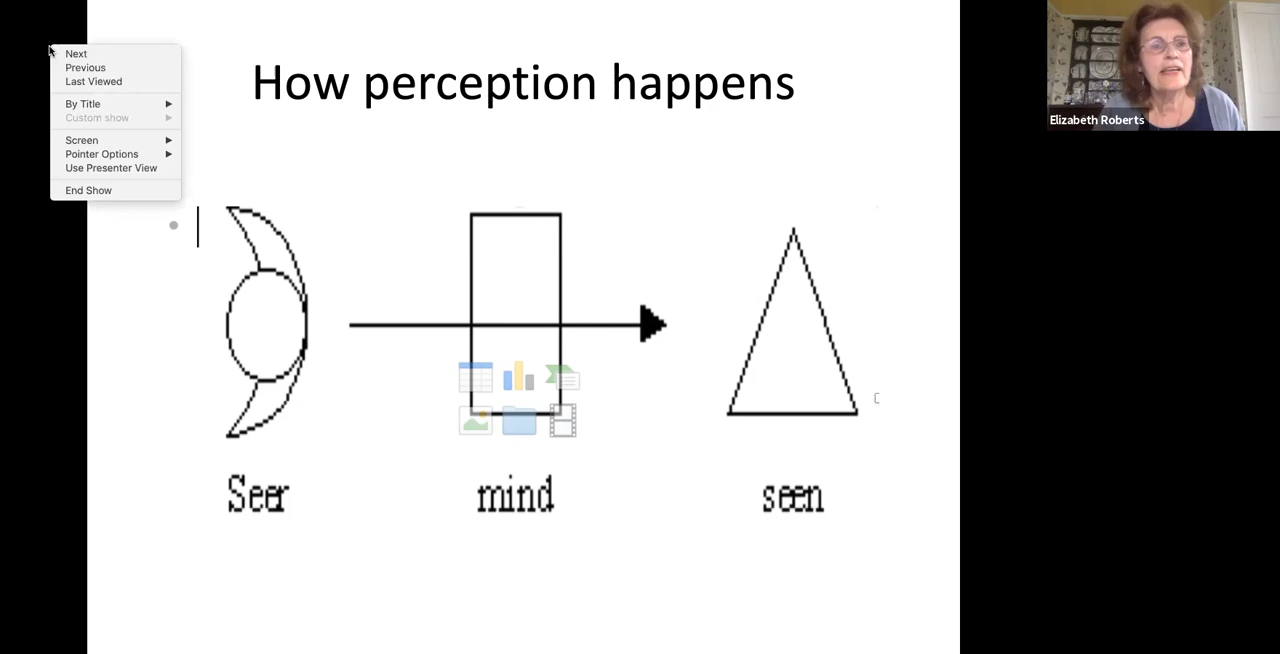 Next
Previous
Last Viewed
By Title
Custom show
Screen
Pointer Options
Use Presenter View
End Show
How perception happens
Elizabeth Roberts
Seer
mind
seen